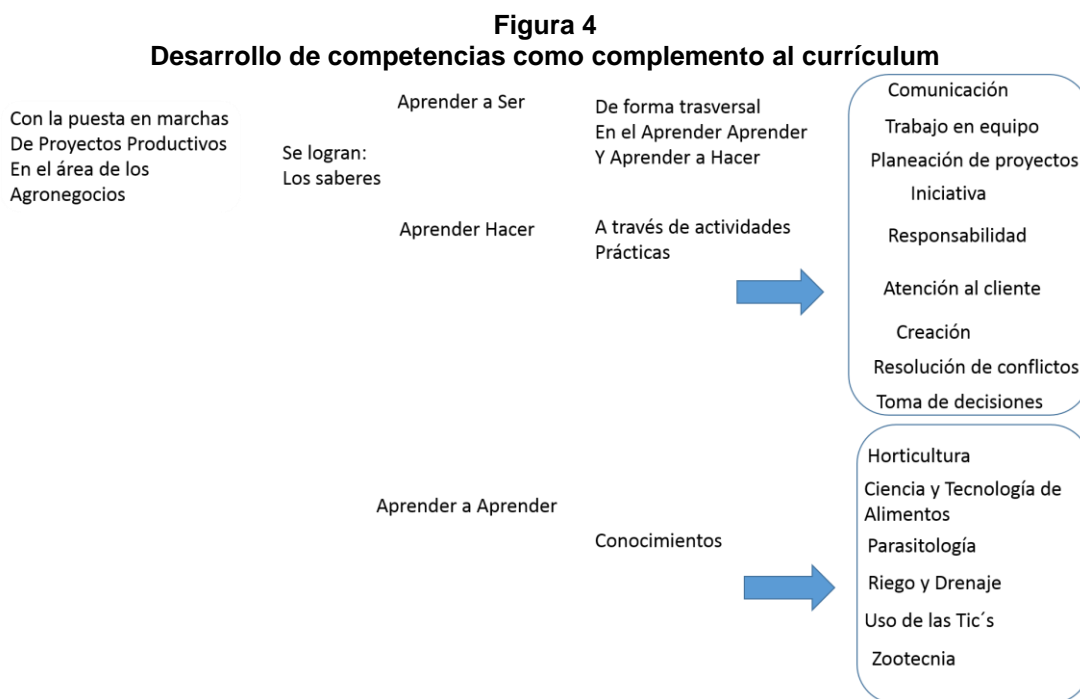 Figura 4
Desarrollo de competencias como complemento al currículum
Con la puesta en marchas
De Proyectos Productivos
En el área de los
Agronegocios
Se logran:
Los saberes
Aprender a Ser
De forma trasversal
En el Aprender Aprender
Y Aprender a Hacer
Aprender Hacer
A través de actividades
Prácticas
Comunicación
Trabajo en equipo
Planeación de proyectos
Iniciativa
Responsabilidad
Atención al cliente
Creación
Resolución de conflictos
Toma de decisiones
Aprender a Aprender
Conocimientos
Horticultura
Ciencia y Tecnología de
Alimentos
Parasitología
Riego y Drenaje
Uso de las Tic´s
Zootecnia